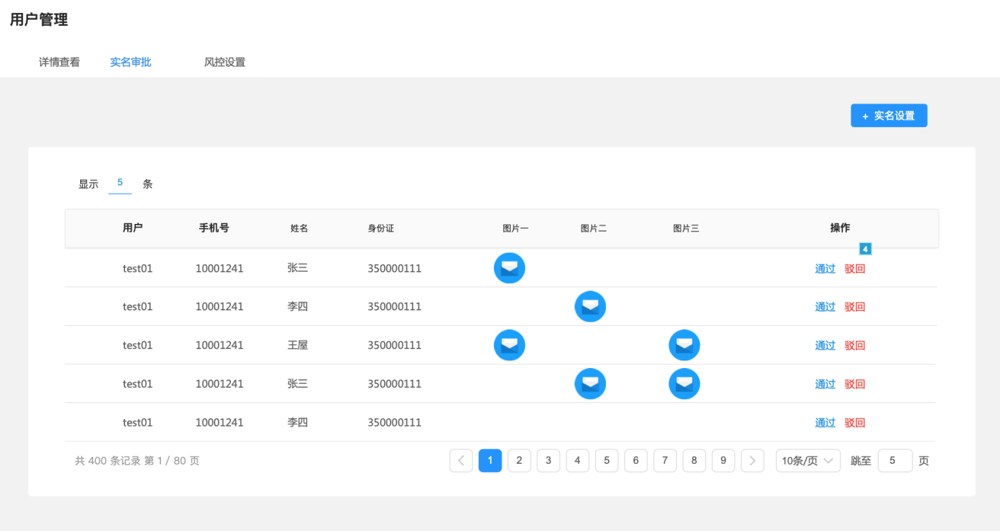 用户管理
详情查看 实名审批 风控设置
+ 实名设置
显示 5 条
用户 手机号 姓名 身份证 图片一 图片二 图片三 操作
4
test01 10001241 张三 350000111 通过 驳回
test01 10001241 李四 350000111 通过 驳回
test01 10001241 王屋 350000111 通过 驳回
test01 10001241 张三 350000111 通过 驳回
test01 10001241 李四 350000111 通过 驳回
共 400 条记录 第 1 / 80 页 1 2 3 4 5 6 7 8 9 10条/页 跳至 5 页